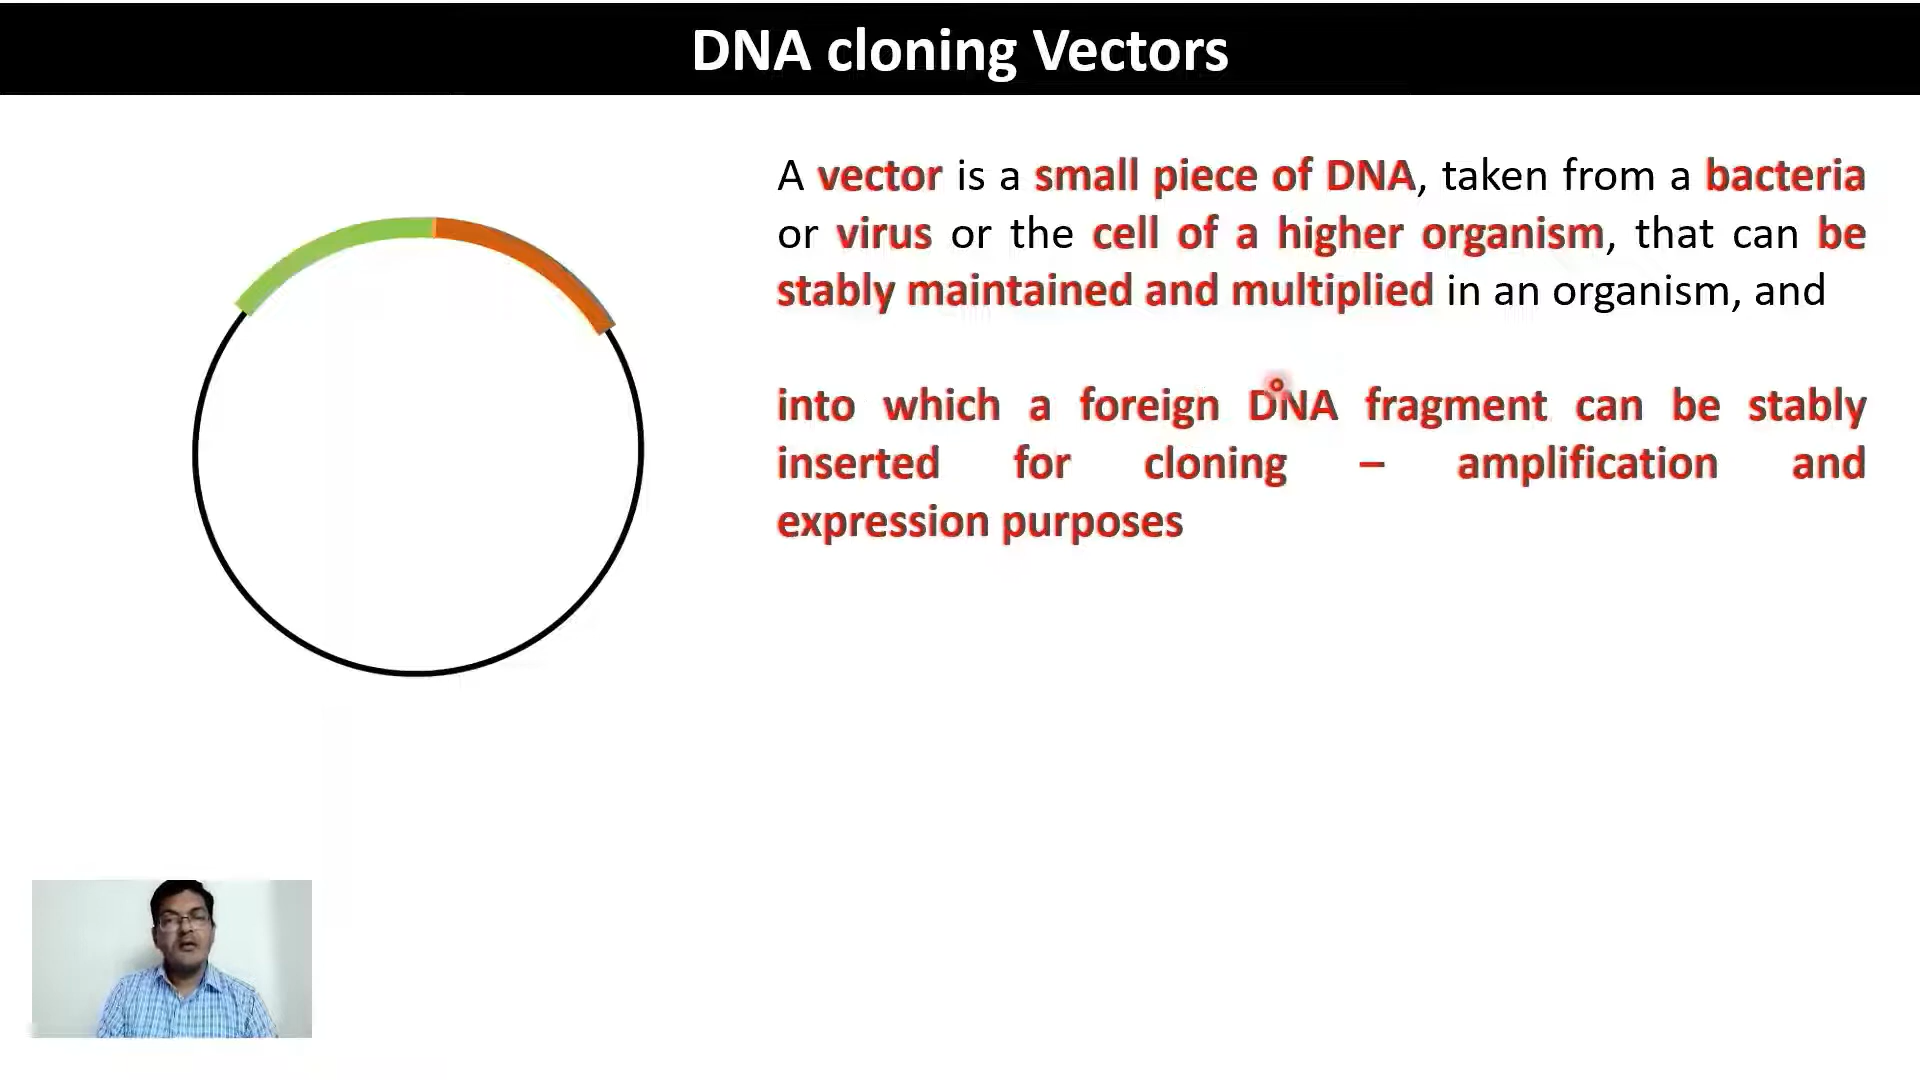 DNA cloning Vectors
A vector is a small piece of DNA, taken from a bacteria
or virus or the cell of a higher organism, that can be
stably maintained and multiplied in an organism, and
into which a foreign DNA fragment can be stably
inserted for cloning – amplification and
expression purposes